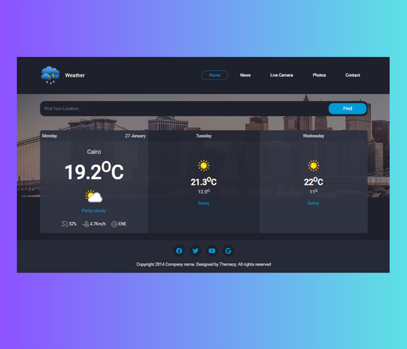 Weather
Home News Live Camera Photos Contact
Find Your Location...
Find
Monday 27 January Tuesday Wednesday
Cairo
19.2°C
21.3°C
12.5°
22°C
11°
Partly cloudy
Sunny
Sunny
52% 4.7Km/h ENE
Copyright 2014 Company name. Designed by Themezy. All rights reserved